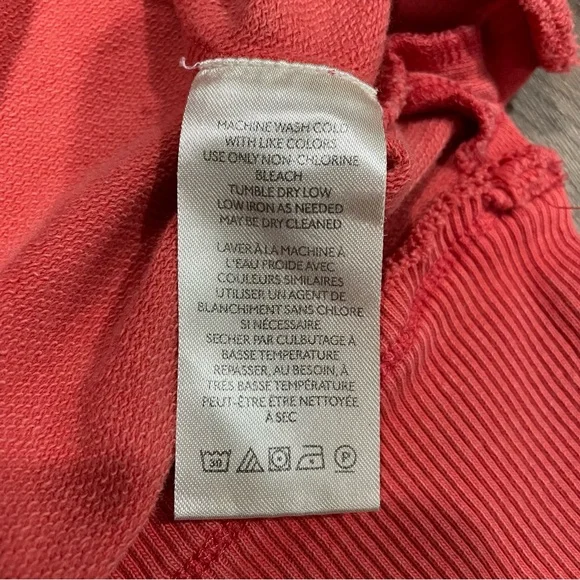 MACHINE WASH COLD
WITH LIKE COLORS
USE ONLY NON-CHLORINE
BLEACH
TUMBLE DRY LOW
LOW IRON AS NEEDED
MAY BE DRY CLEANED
LAVER À LA MACHINE À
L'EAU FROIDE AVEC
COULEURS SIMILAIRES
UTILISER UN AGENT DE
BLANCHIMENT SANS CHLORE
SI NÉCESSAIRE
SECHER PAR CULBUTAGE À
BASSE TEMPERATURE
REPASSER, AU BESOIN, À
TRÈS BASSE TEMPÉRATURE
PEUT-ÊTRE ÊTRE NETTOYÉE
À SEC
30 P